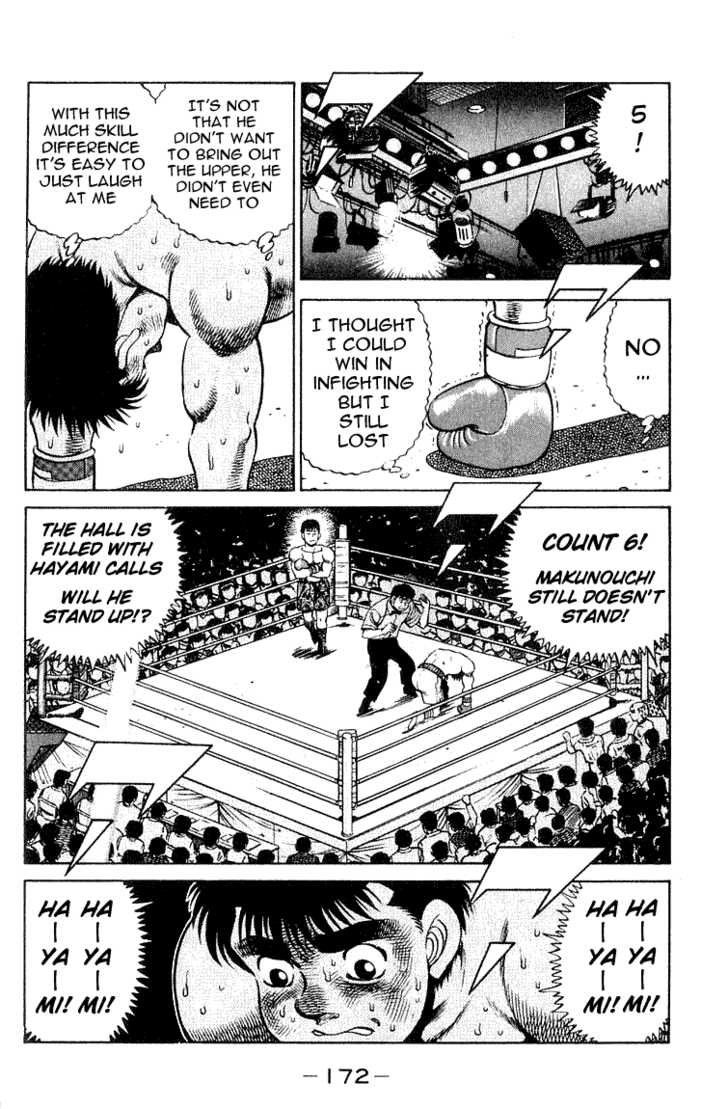 5
!
IT'S NOT
THAT HE
DIDN'T WANT
TO BRING OUT
THE UPPER, HE
DIDN'T EVEN
NEED TO
WITH THIS
MUCH SKILL
DIFFERENCE
IT'S EASY TO
JUST LAUGH
AT ME
NO
...
I THOUGHT
I COULD
WIN IN
INFIGHTING
BUT I
STILL
LOST
COUNT 6!
MAKUNOUCHI
STILL DOESN'T
STAND!
THE HALL IS
FILLED WITH
HAYAMI CALLS
WILL HE
STAND UP!?
HA HA
| |
YA YA
| |
MI! MI!
HA HA
| |
YA YA
| |
MI! MI!
—172—